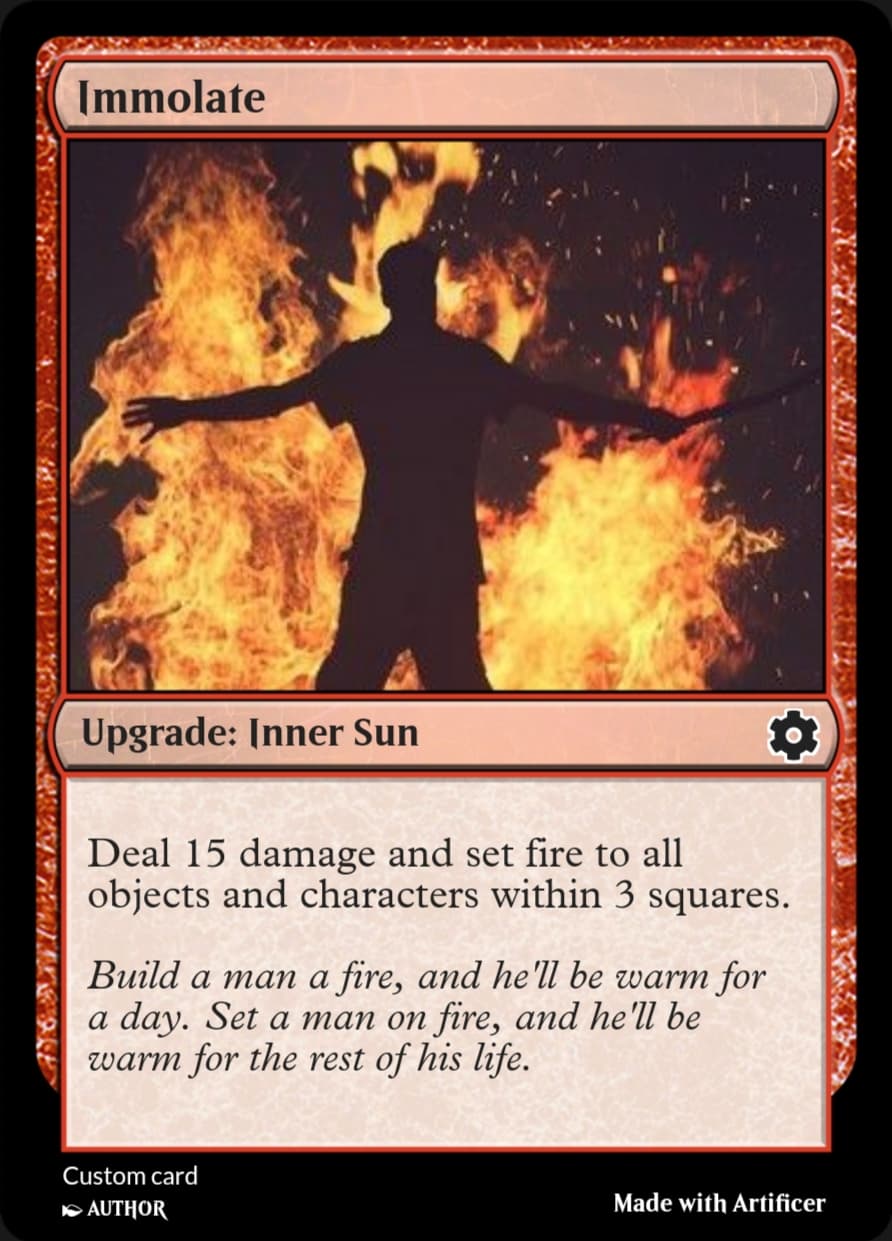 Immolate
Upgrade: Inner Sun
Deal 15 damage and set fire to all
objects and characters within 3 squares.
Build a man a fire, and he'll be warm for
a day. Set a man on fire, and he'll be
warm for the rest of his life.
Custom card
AUTHOR
Made with Artificer